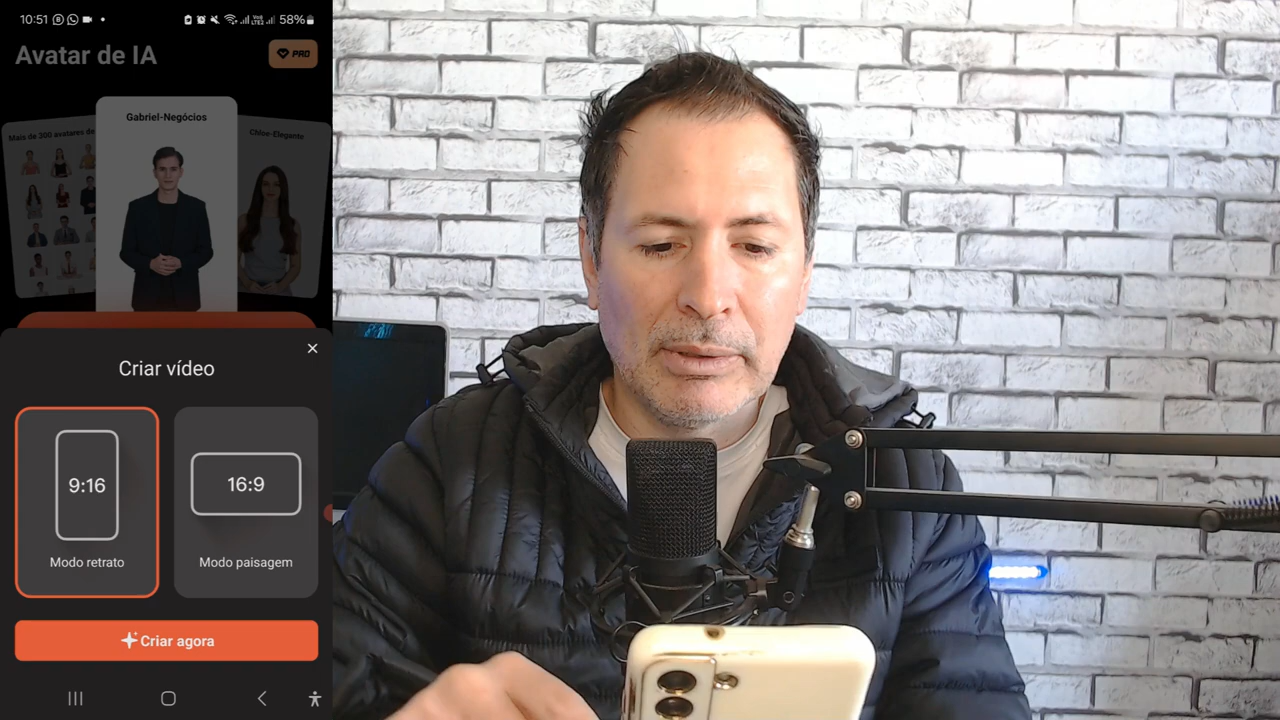 10:51
58%
Avatar de IA
PRO
Mais de 300 avatares de
Gabriel-Negócios
Chloe-Elegante
Criar vídeo
9:16
16:9
Modo retrato
Modo paisagem
Criar agora